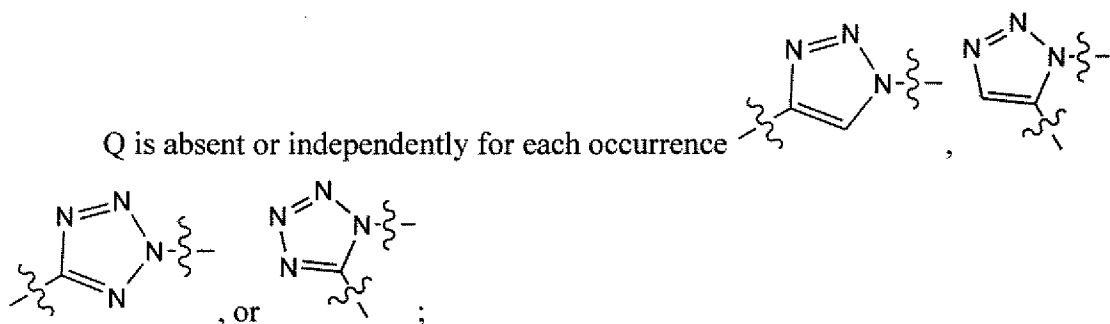 N=N N N=N N
Q is absent or independently for each occurrence , 
N=N N N=N N
N N , or ;